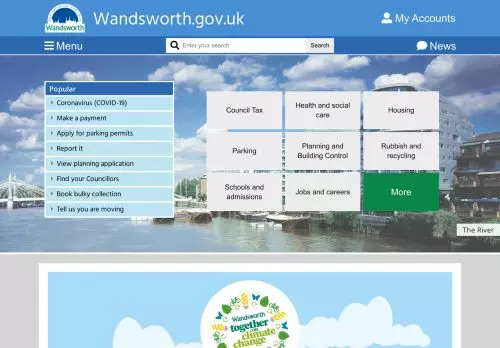 Wandsworth
Wandsworth.gov.uk
My Accounts
Menu
Enter your search
Search
News
Popular
Coronavirus (COVID-19)
Make a payment
Apply for parking permits
Report it
View planning application
Find your Councillors
Book bulky collection
Tell us you are moving
Council Tax
Health and social
care
Housing
Parking
Planning and
Building Control
Rubbish and
recycling
Schools and
admissions
Jobs and careers
More
The River
Wandsworth
together on
climate
change